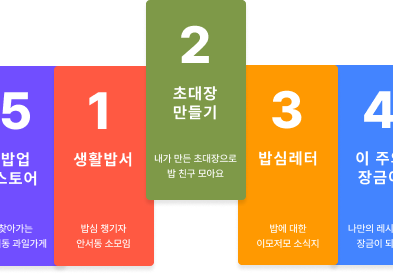 5
밥업
스토어
찾아가는
동 과일가게
1
생활밥서
밥심 챙기자
안서동 소모임
2
초대장
만들기
내가 만든 초대장으로
밥 친구 모아요
3
밥심레터
밥에 대한
이모저모 소식지
4
이 주의
장금이
나만의 레시
장금이 되